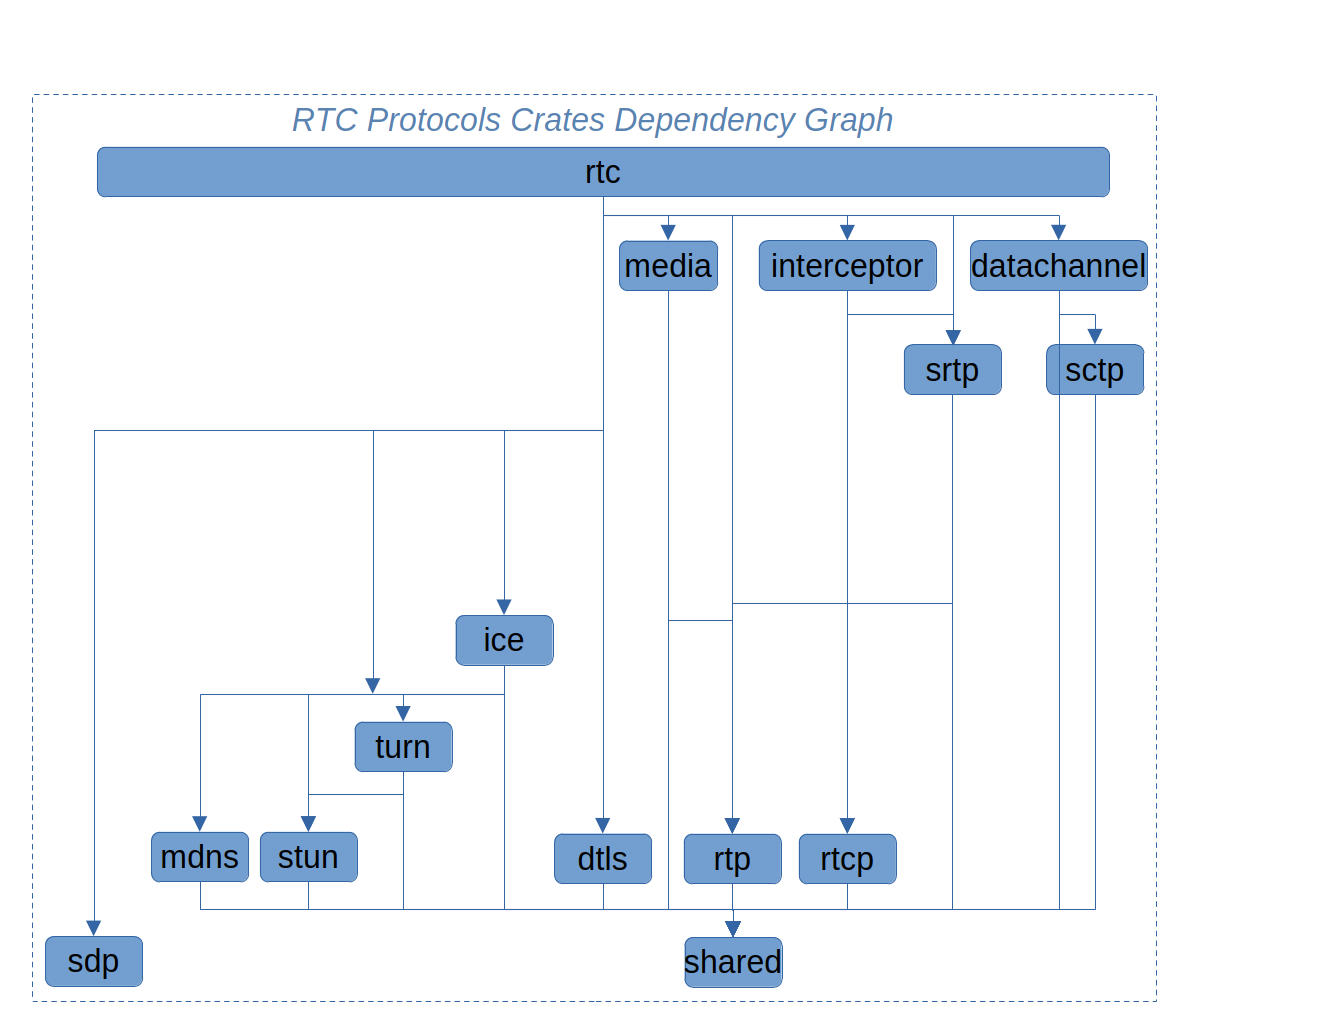 RTC Protocols Crates Dependency Graph
rtc
media
interceptor
datachannel
srtp
sctp
ice
turn
mdns
stun
dtls
rtp
rtcp
sdp
shared